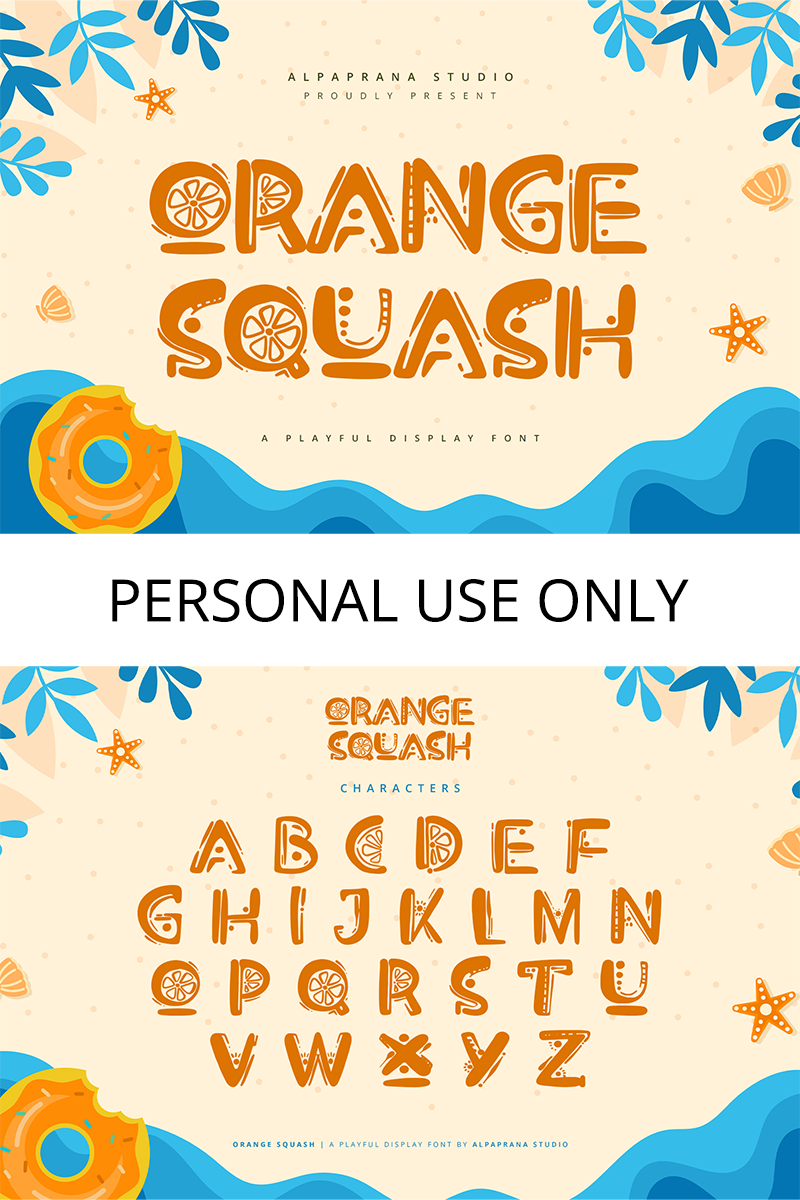 ALPAPRANA STUDIO
PROUDLY PRESENT
ORANGE
SQUASH
A PLAYFUL DISPLAY FONT
PERSONAL USE ONLY
ORANGE
SQUASH
CHARACTERS
A B C D E F
G H I J K L M N
O P Q R S T U
V W X Y Z
ORANGE SQUASH | A PLAYFUL DISPLAY FONT BY ALPAPRANA STUDIO